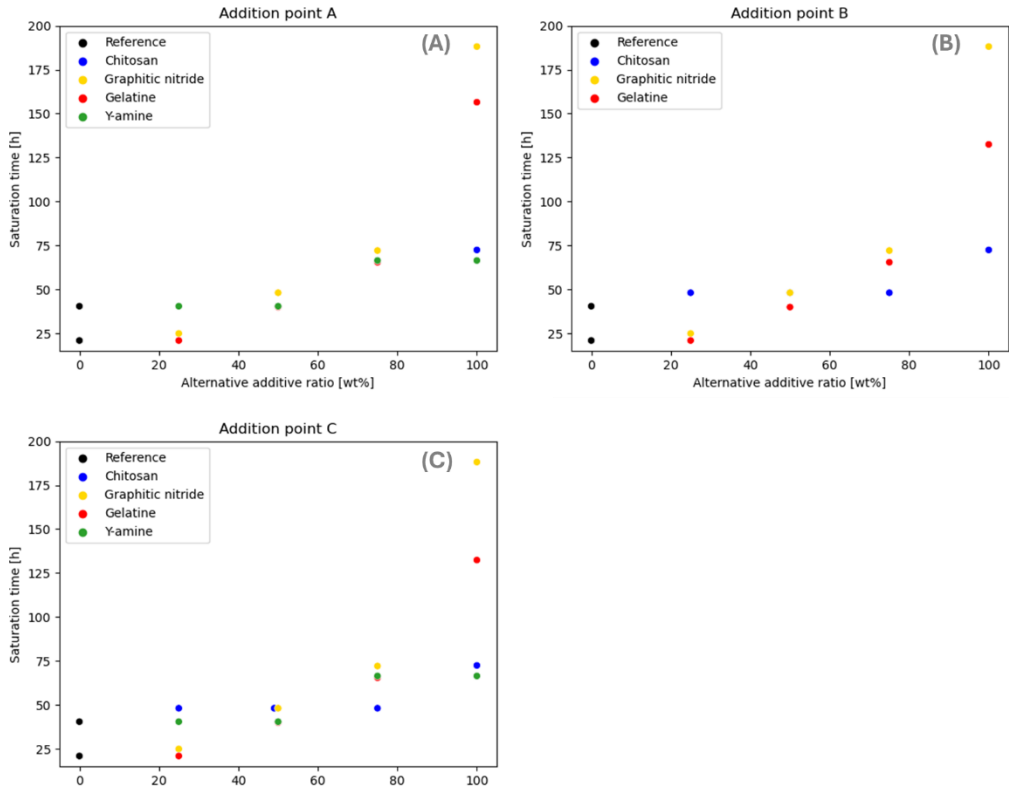 Addition point A
(A)
Reference
Chitosan
Graphitic nitride
Gelatine
Y-amine
200
175
150
125
100
75
50
25
Saturation time [h]
0 20 40 60 80 100
Alternative additive ratio [wt%]
Addition point B
(B)
Reference
Chitosan
Graphitic nitride
Gelatine
200
175
150
125
100
75
50
25
Saturation time [h]
0 20 40 60 80 100
Alternative additive ratio [wt%]
Addition point C
(C)
Reference
Chitosan
Graphitic nitride
Gelatine
Y-amine
200
175
150
125
100
75
50
25
Saturation time [h]
0 20 40 60 80 100